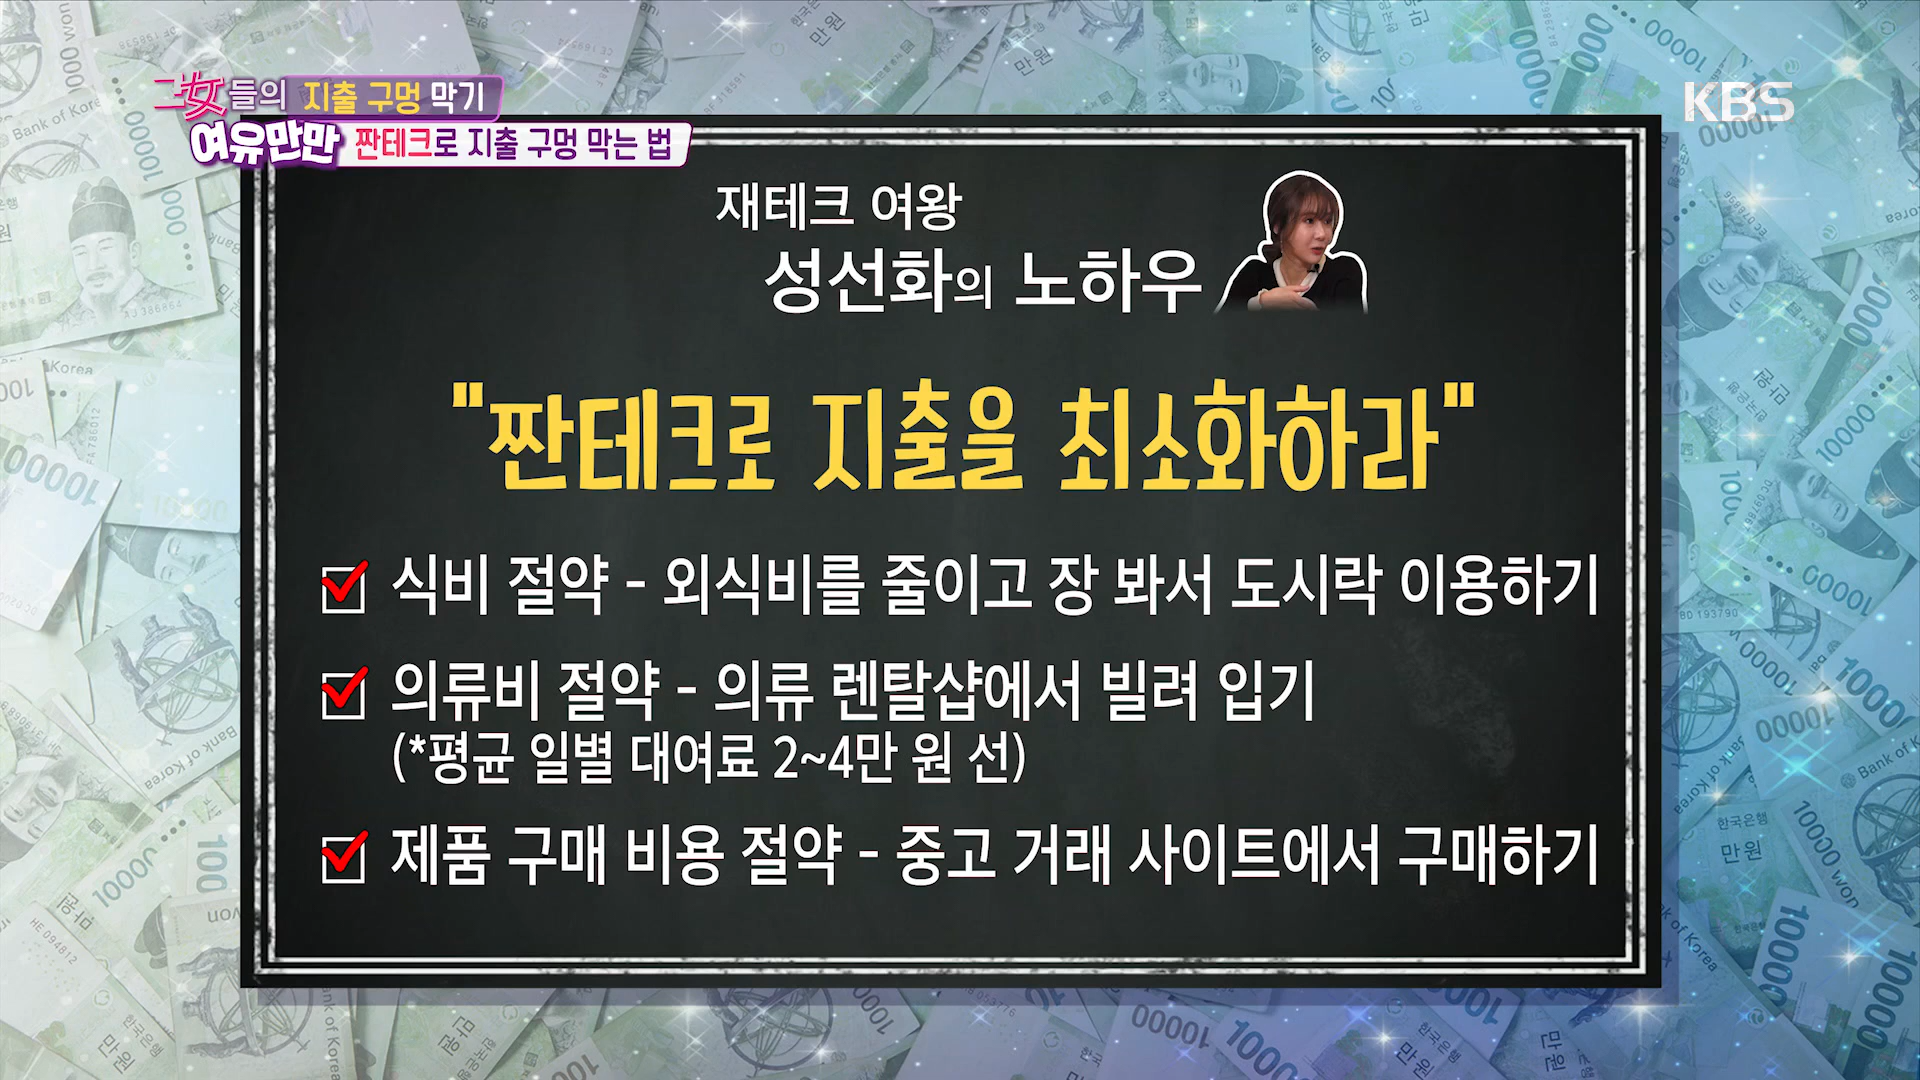 그女들의 지출 구멍 막기
여유만만 짠테크로 지출 구멍 막는 법
KBS
재테크 여왕
성선화의 노하우
"짠테크로 지출을 최소화하라"
식비 절약 - 외식비를 줄이고 장 봐서 도시락 이용하기
의류비 절약 - 의류 렌탈샵에서 빌려 입기
(*평균 일별 대여료 2~4만 원 선)
제품 구매 비용 절약 - 중고 거래 사이트에서 구매하기